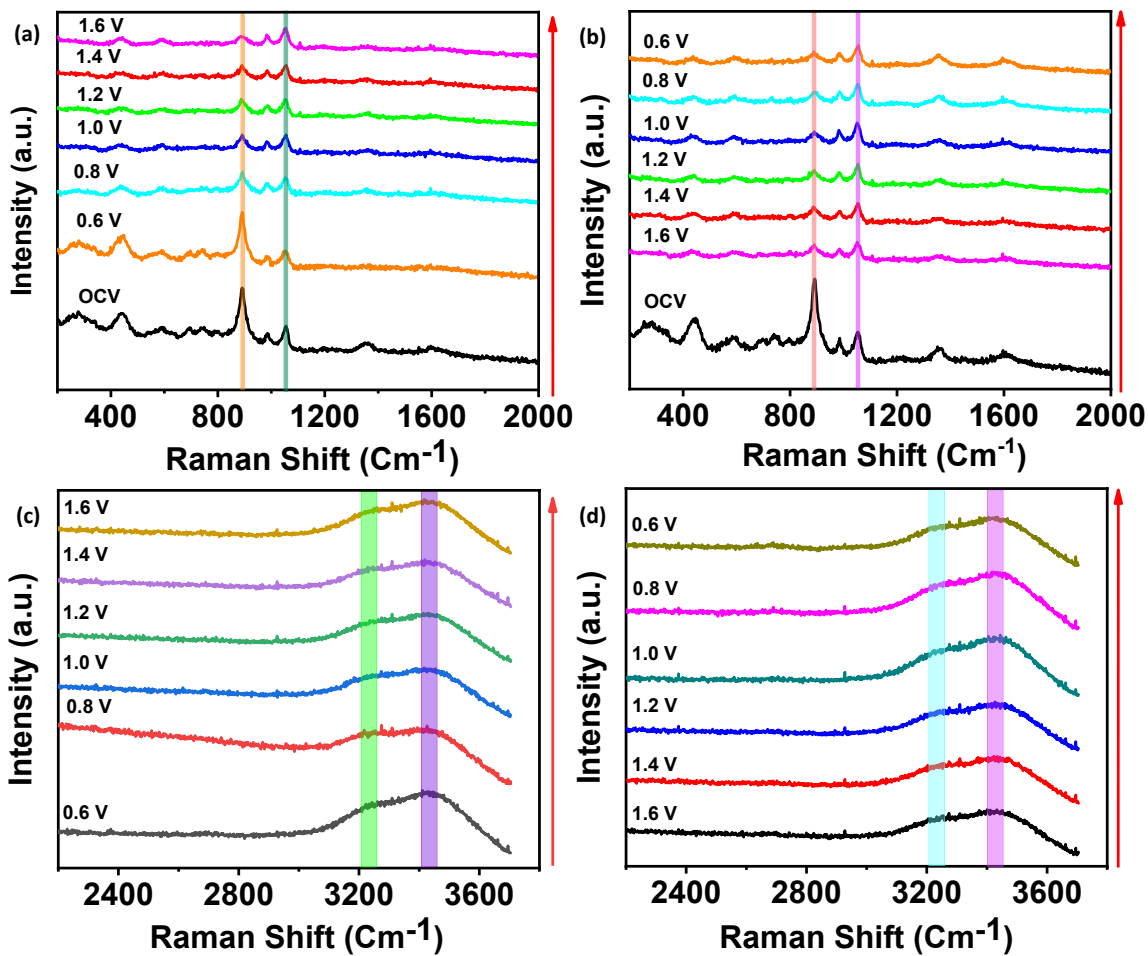 (a)
1.6 V
1.4 V
1.2 V
1.0 V
0.8 V
0.6 V
OCV
Intensity (a.u.)
400 800 1200 1600 2000
Raman Shift (Cm-1)
(b)
0.6 V
0.8 V
1.0 V
1.2 V
1.4 V
1.6 V
OCV
Intensity (a.u.)
400 800 1200 1600 2000
Raman Shift (Cm-1)
(c)
1.6 V
1.4 V
1.2 V
1.0 V
0.8 V
0.6 V
Intensity (a.u.)
2400 2800 3200 3600
Raman Shift (Cm-1)
(d)
0.6 V
0.8 V
1.0 V
1.2 V
1.4 V
1.6 V
Intensity (a.u.)
2400 2800 3200 3600
Raman Shift (Cm-1)